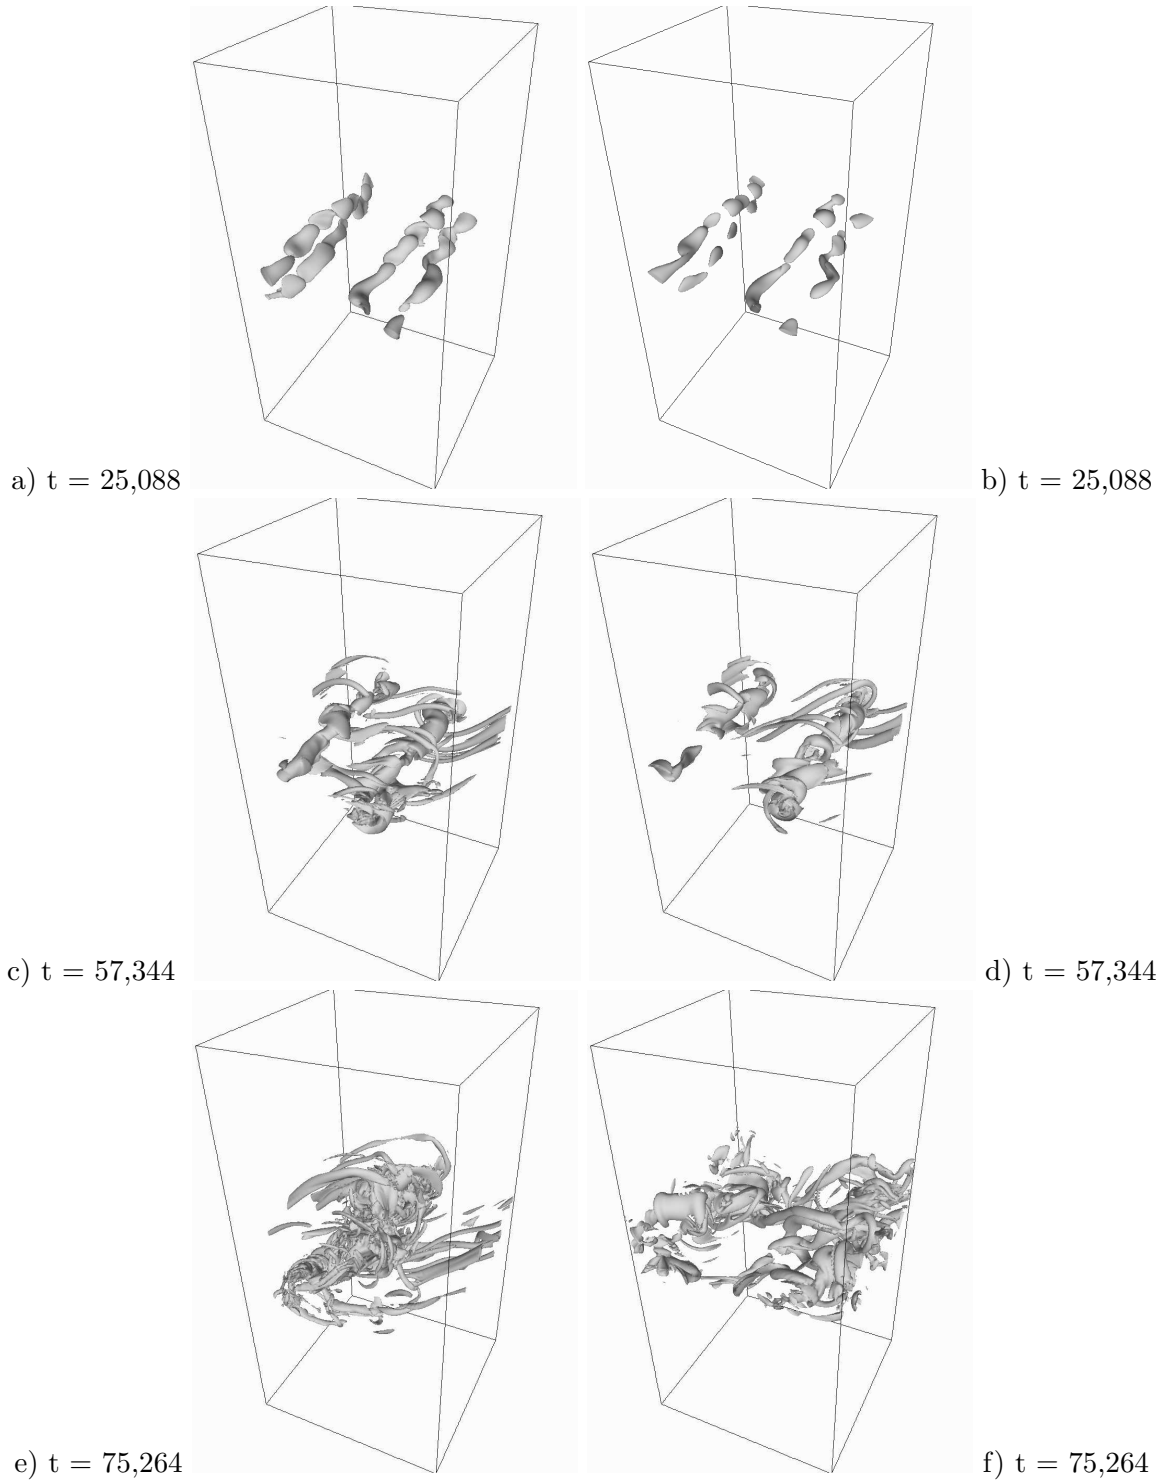 a) t = 25,088
b) t = 25,088
c) t = 57,344
d) t = 57,344
e) t = 75,264
f) t = 75,264